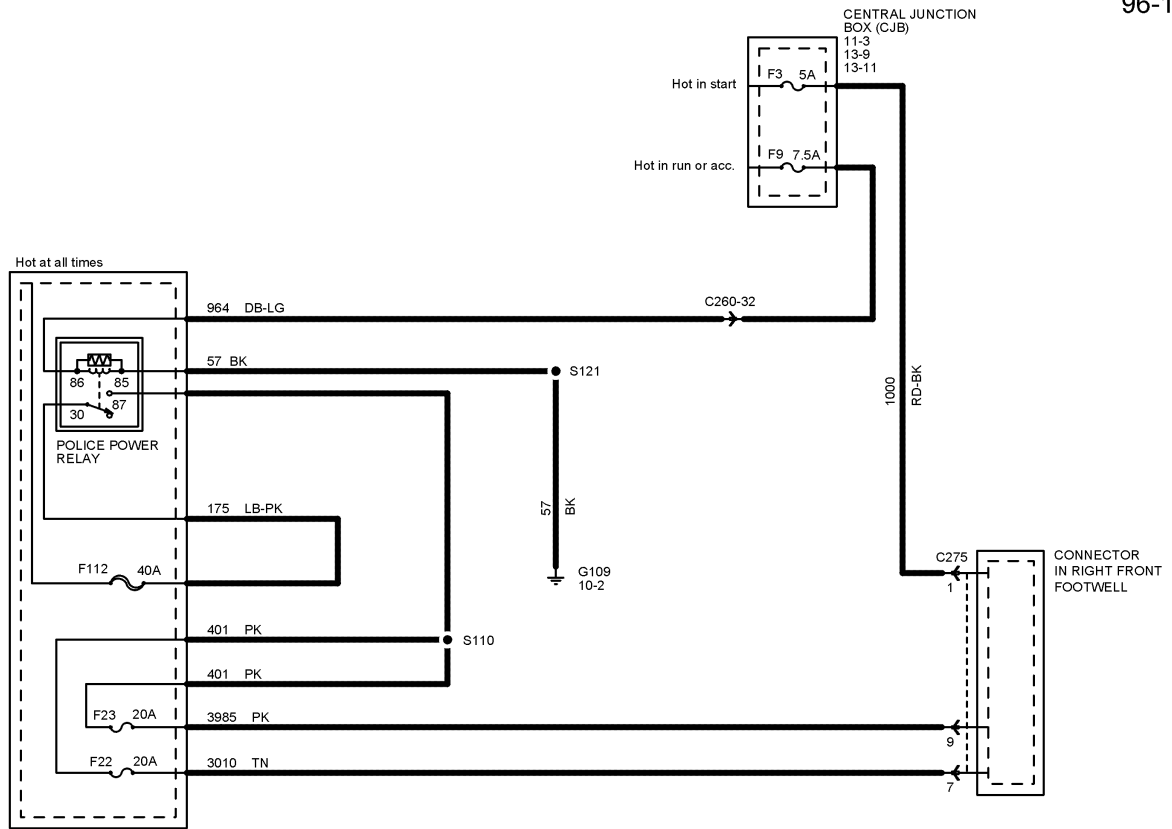 96-1
CENTRAL JUNCTION
BOX (CJB)
11-3
13-9
13-11
F3 5A
Hot in start
F9 7.5A
Hot in run or acc.
Hot at all times
964 DB-LG
C260-32
57 BK
S121
86 85
87
30
1000
RD-BK
POLICE POWER
RELAY
175 LB-PK
57
BK
F112 40A
G109
10-2
C275
1
CONNECTOR
IN RIGHT FRONT
FOOTWELL
401 PK
S110
401 PK
F23 20A
3985 PK
9
F22 20A
3010 TN
7